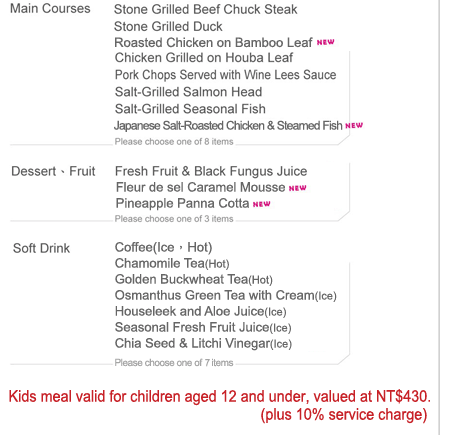 Main Courses Stone Grilled Beef Chuck Steak
Stone Grilled Duck
Roasted Chicken on Bamboo Leaf NEW
Chicken Grilled on Houba Leaf
Pork Chops Served with Wine Lees Sauce
Salt-Grilled Salmon Head
Salt-Grilled Seasonal Fish
Japanese Salt-Roasted Chicken & Steamed Fish NEW
Please choose one of 8 items
Dessert、Fruit Fresh Fruit & Black Fungus Juice
Fleur de sel Caramel Mousse NEW
Pineapple Panna Cotta NEW
Please choose one of 3 items
Soft Drink Coffee(Ice，Hot)
Chamomile Tea(Hot)
Golden Buckwheat Tea(Hot)
Osmanthus Green Tea with Cream(Ice)
Houseleek and Aloe Juice(Ice)
Seasonal Fresh Fruit Juice(Ice)
Chia Seed & Litchi Vinegar(Ice)
Please choose one of 7 items
Kids meal valid for children aged 12 and under, valued at NT$430.
(plus 10% service charge)